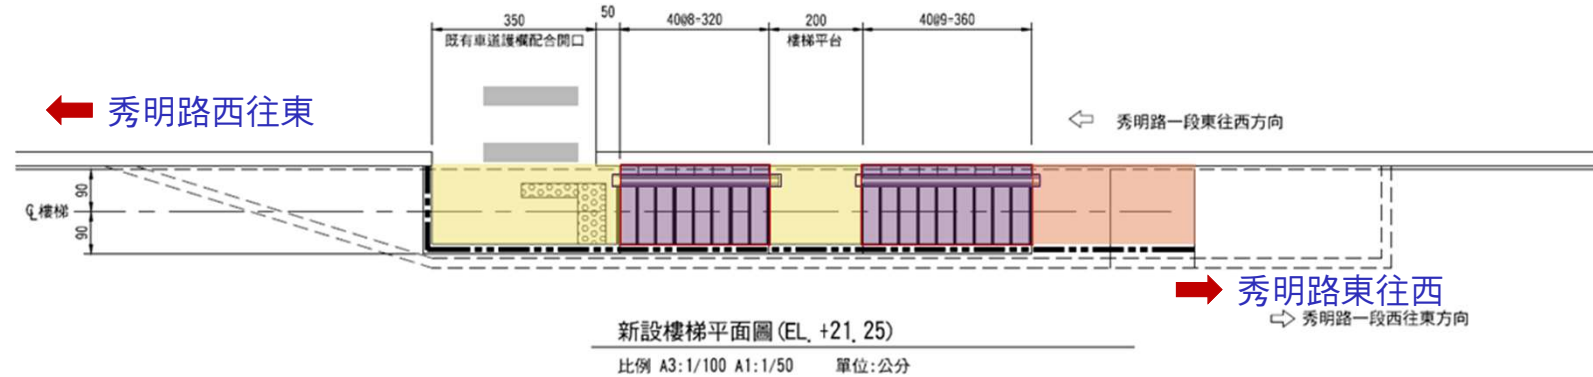 350
50
40@8-320
200
40@9-360
既有車道護欄配合開口
樓梯平台
秀明路西往東
秀明路一段東往西方向
90
℄樓梯
90
秀明路東往西
秀明路一段西往東方向
新設樓梯平面圖(EL. +21.25)
比例 A3:1/100 A1:1/50 單位:公分